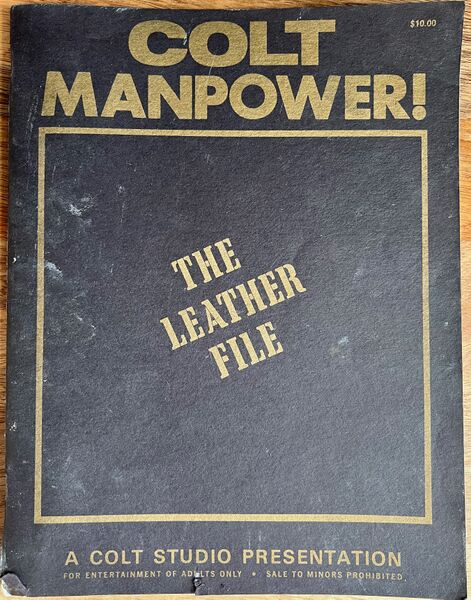 $10.00
COLT
MANPOWER!
THE
LEATHER
FILE
A COLT STUDIO PRESENTATION
FOR ENTERTAINMENT OF ADULTS ONLY • SALE TO MINORS PROHIBITED